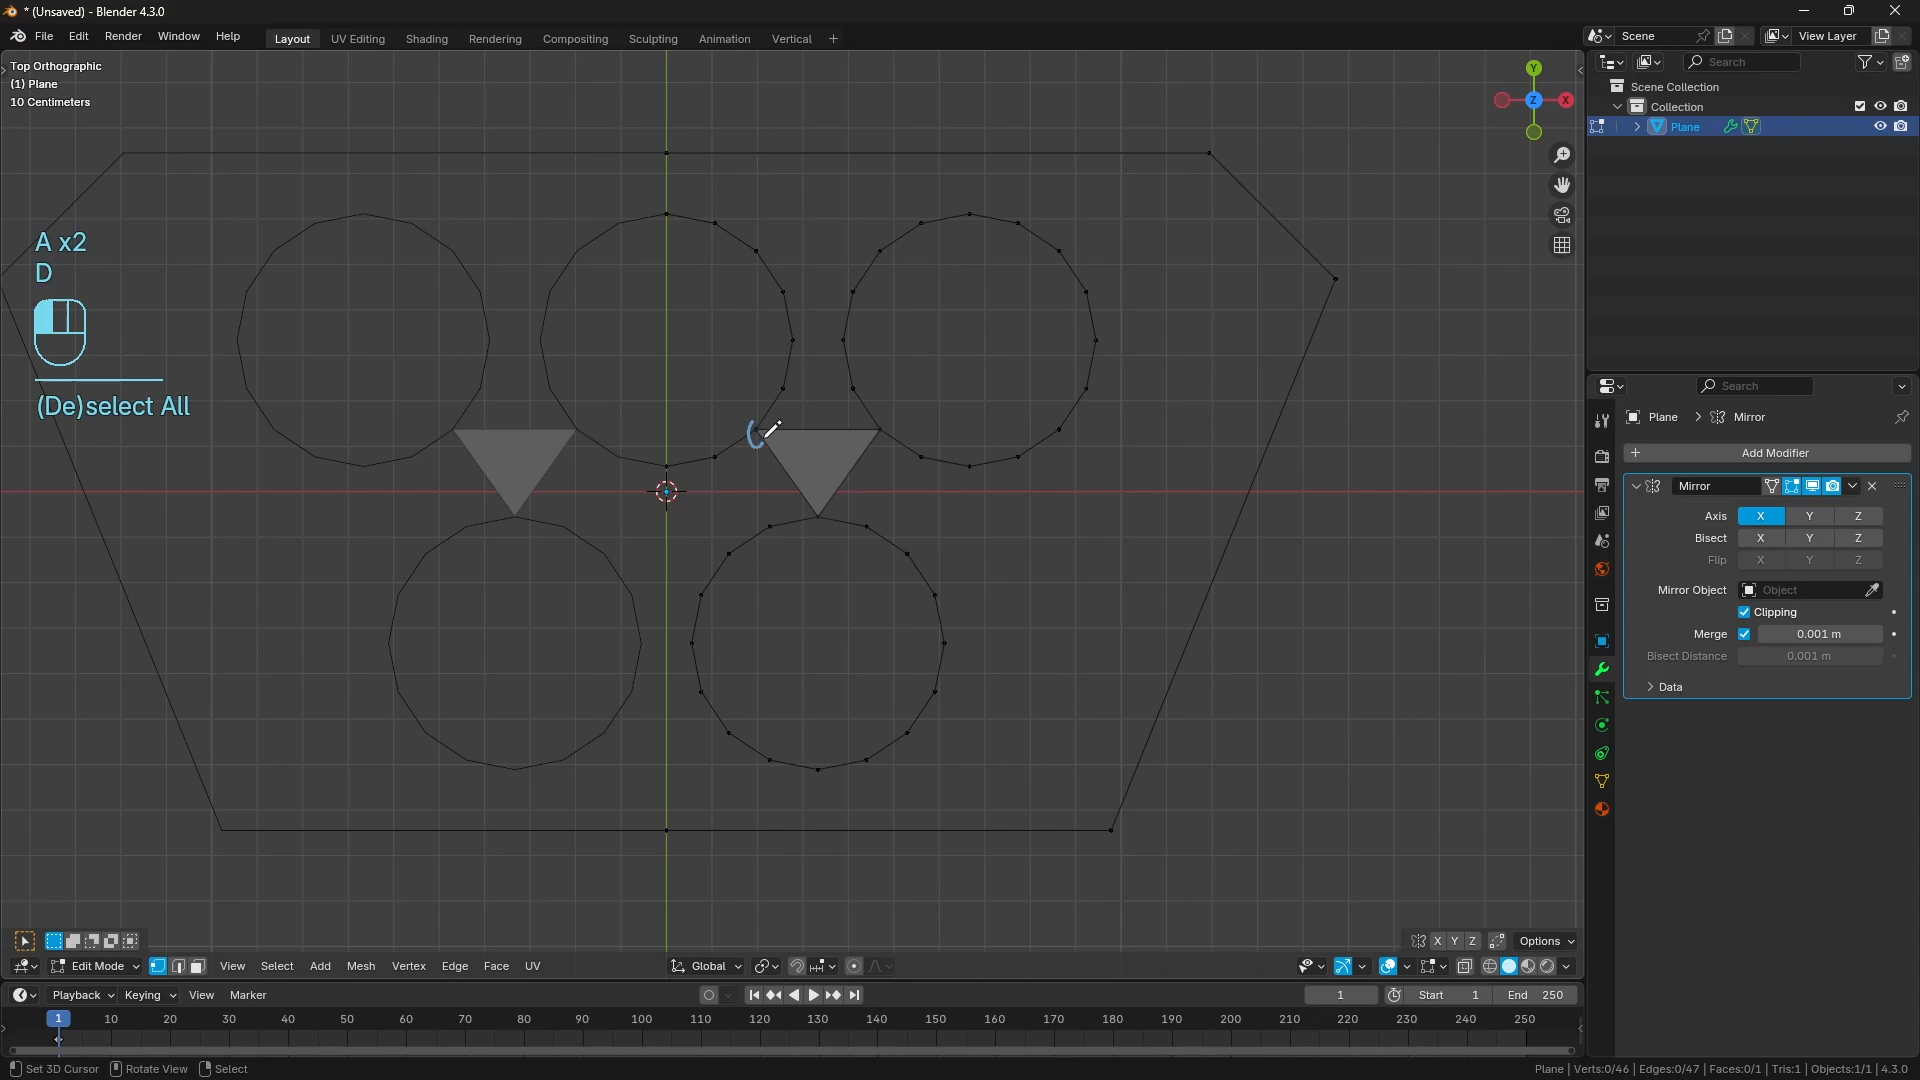 * (Unsaved) - Blender 4.3.0
File Edit Render Window Help Layout UV Editing Shading Rendering Compositing Sculpting Animation Vertical + Scene View Layer
Top Orthographic
(1) Plane
10 Centimeters
Y
Z X
Search
Scene Collection
Collection
Plane
A x2
D
(De)select All
Search
Plane > Mirror
+ Add Modifier
Mirror
Axis X Y Z
Bisect X Y Z
Flip X Y Z
Mirror Object Object
Clipping
Merge 0.001 m
Bisect Distance 0.001 m
> Data
X Y Z Options
Edit Mode View Select Add Mesh Vertex Edge Face UV Global
Playback Keying View Marker 1 Start 1 End 250
1 10 20 30 40 50 60 70 80 90 100 110 120 130 140 150 160 170 180 190 200 210 220 230 240 250
Set 3D Cursor Rotate View Select Plane | Verts:0/46 | Edges:0/47 | Faces:0/1 | Tris:1 | Objects:1/1 | 4.3.0